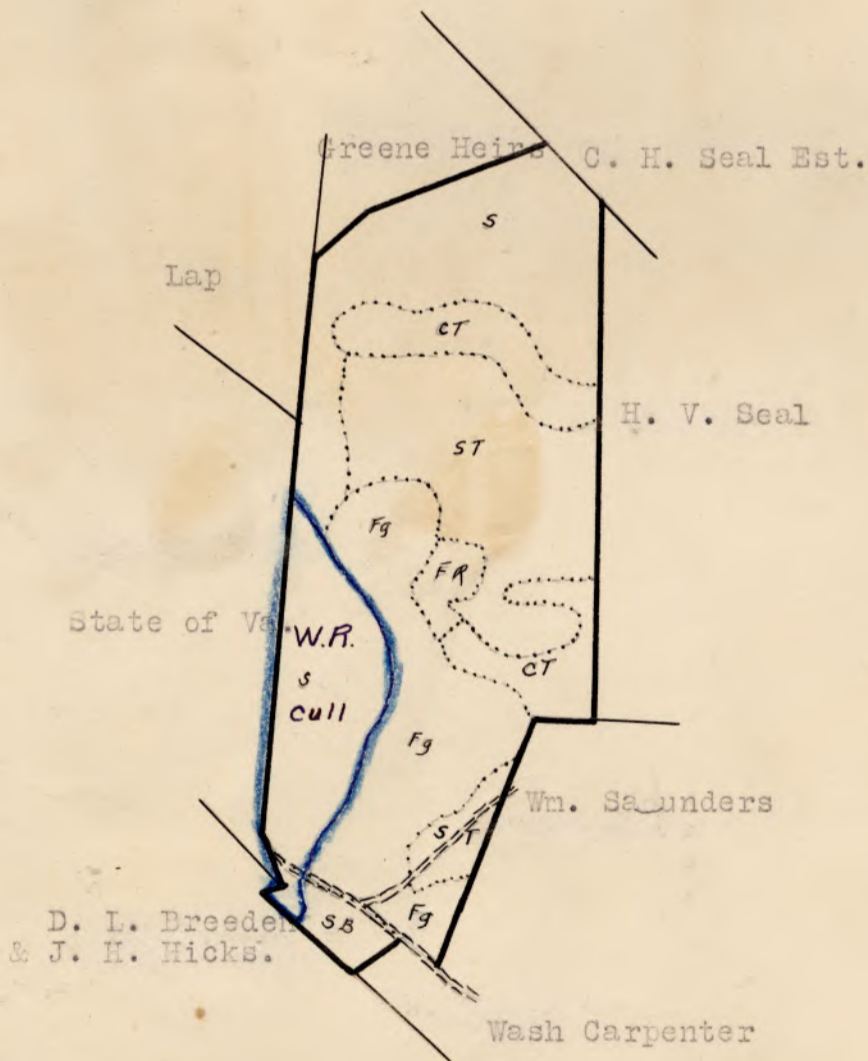 Greene Heirs
C. H. Seal Est.
S
Lap
CT
H. V. Seal
ST
Fg
FR
State of Va.
W.R.
S
Cull
CT
Fg
Wm. Saunders
S T
D. L. Breeden
& J. H. Hicks.
SB
Fg
Wash Carpenter